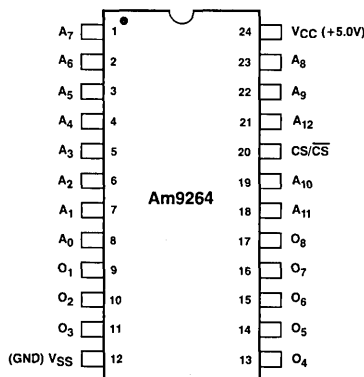 A7 1 24 VCC (+5.0V)
A6 2 23 A8
A5 3 22 A9
A4 4 21 A12
A3 5 20 CS/C̅S̅
A2 6 19 A10
Am9264
A1 7 18 A11
A0 8 17 O8
O1 9 16 O7
O2 10 15 O6
O3 11 14 O5
(GND) VSS 12 13 O4